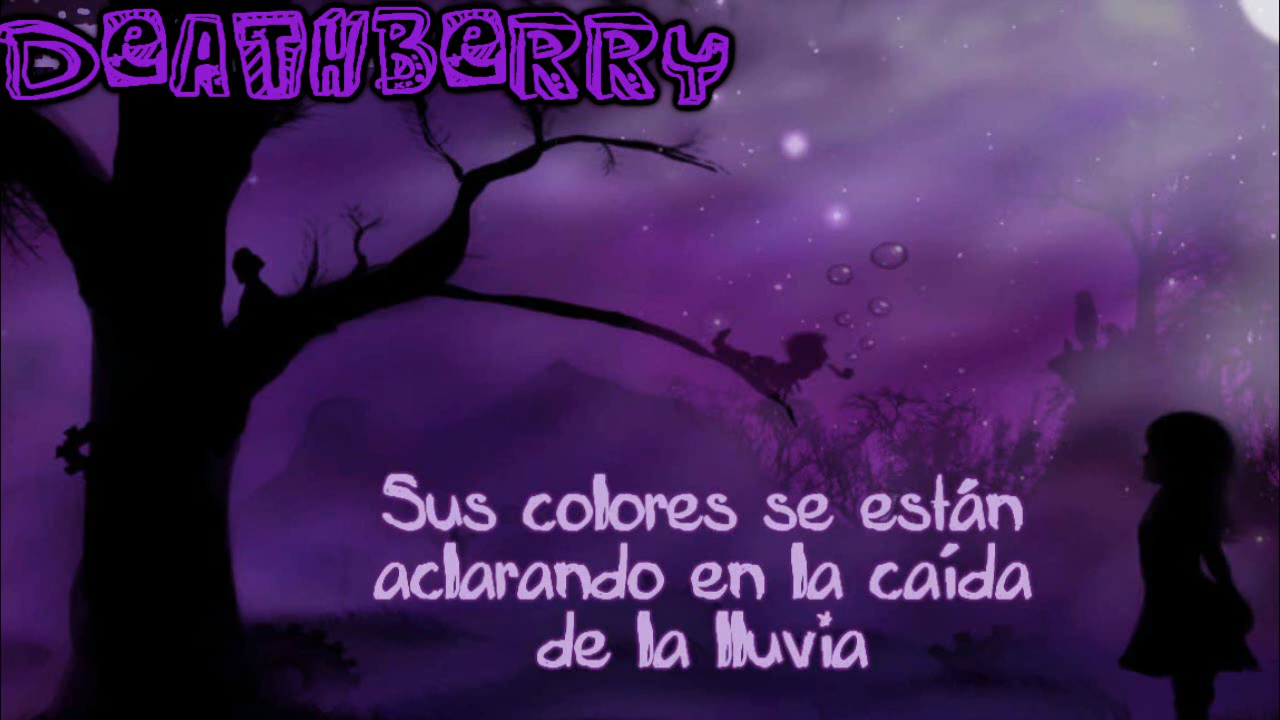 DEATHBERRY
Sus colores se están
aclarando en la caída
de la lluvia